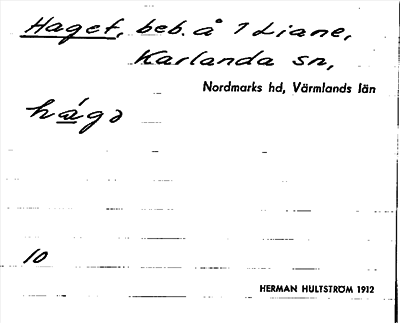 Haget, beb. å 1 Liane,
Karlanda sn,
Nordmarks hd, Värmlands län
hágə
10
HERMAN HULTSTRÖM 1912